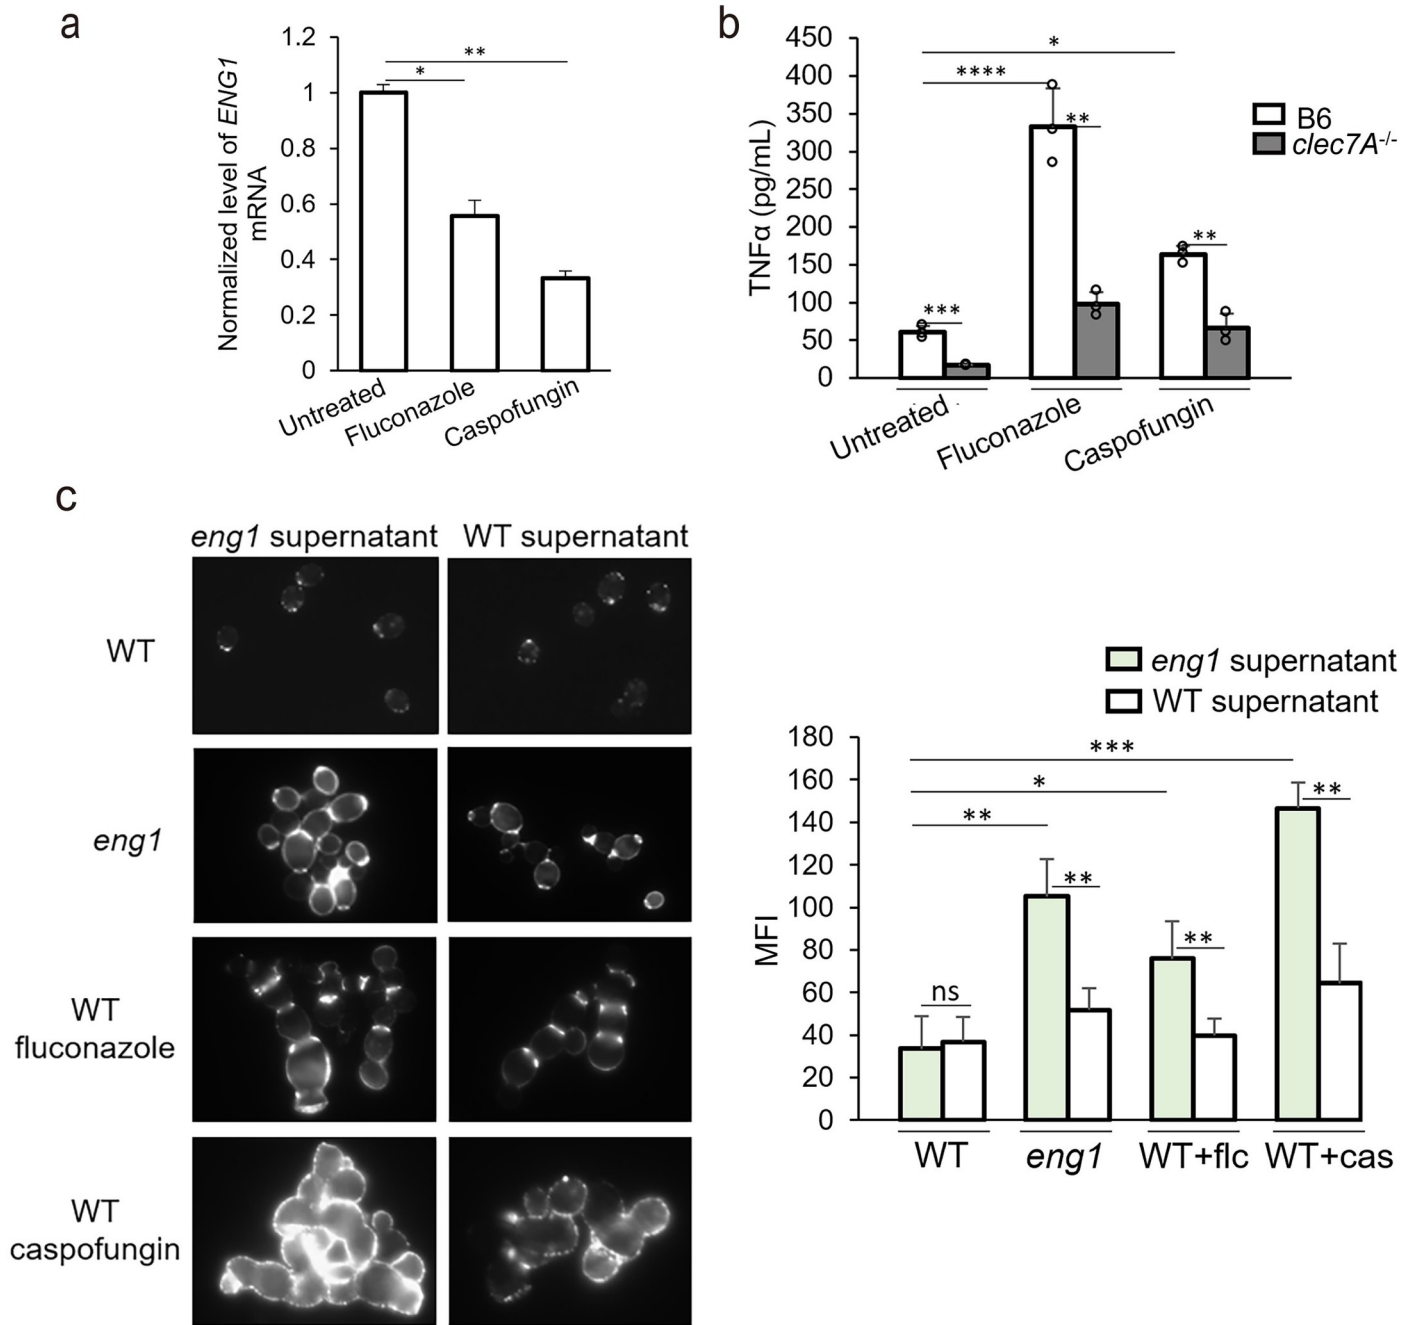 a
Normalized level of ENG1
mRNA
1.2
1
0.8
0.6
0.4
0.2
0
*
**
Untreated
Fluconazole
Caspofungin
b
TNFα (pg/mL)
450
400
350
300
250
200
150
100
50
0
*
****
**
**
***
B6
clec7A-/-
Untreated
Fluconazole
Caspofungin
c
eng1 supernatant WT supernatant
WT
eng1
WT
fluconazole
WT
caspofungin
eng1 supernatant
WT supernatant
MFI
180
160
140
120
100
80
60
40
20
0
***
*
**
**
**
**
ns
WT eng1 WT+flc WT+cas